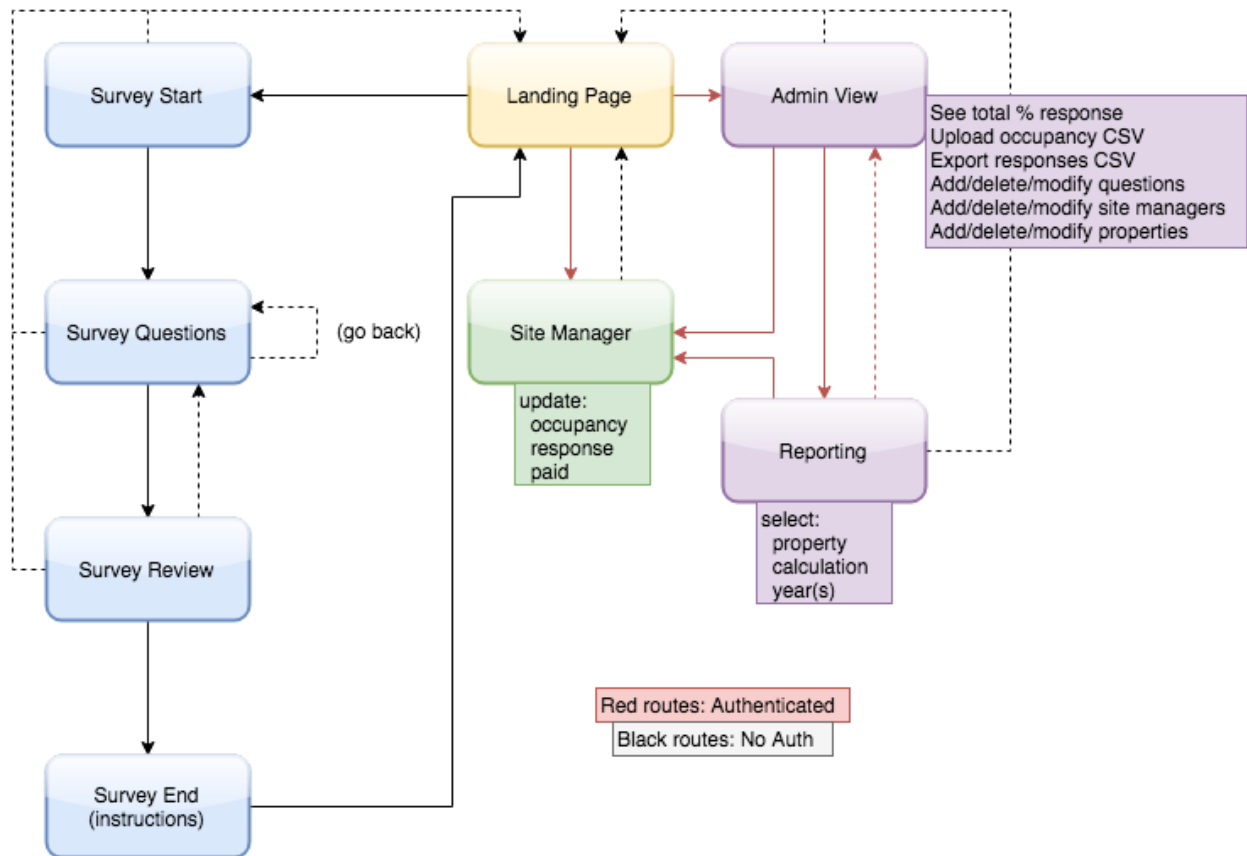 Survey Start
Landing Page
Admin View
See total % response
Upload occupancy CSV
Export responses CSV
Add/delete/modify questions
Add/delete/modify site managers
Add/delete/modify properties
Survey Questions
(go back)
Site Manager
update:
occupancy
response
paid
Reporting
select:
property
calculation
year(s)
Survey Review
Red routes: Authenticated
Black routes: No Auth
Survey End
(instructions)